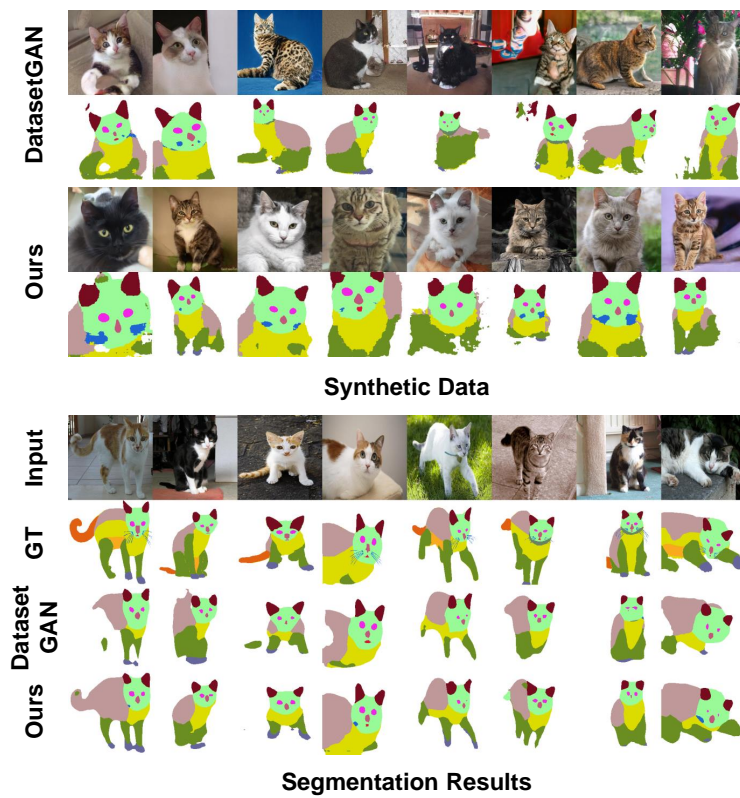 DatasetGAN
Ours
Synthetic Data
Input
GT
Dataset
GAN
Ours
Segmentation Results